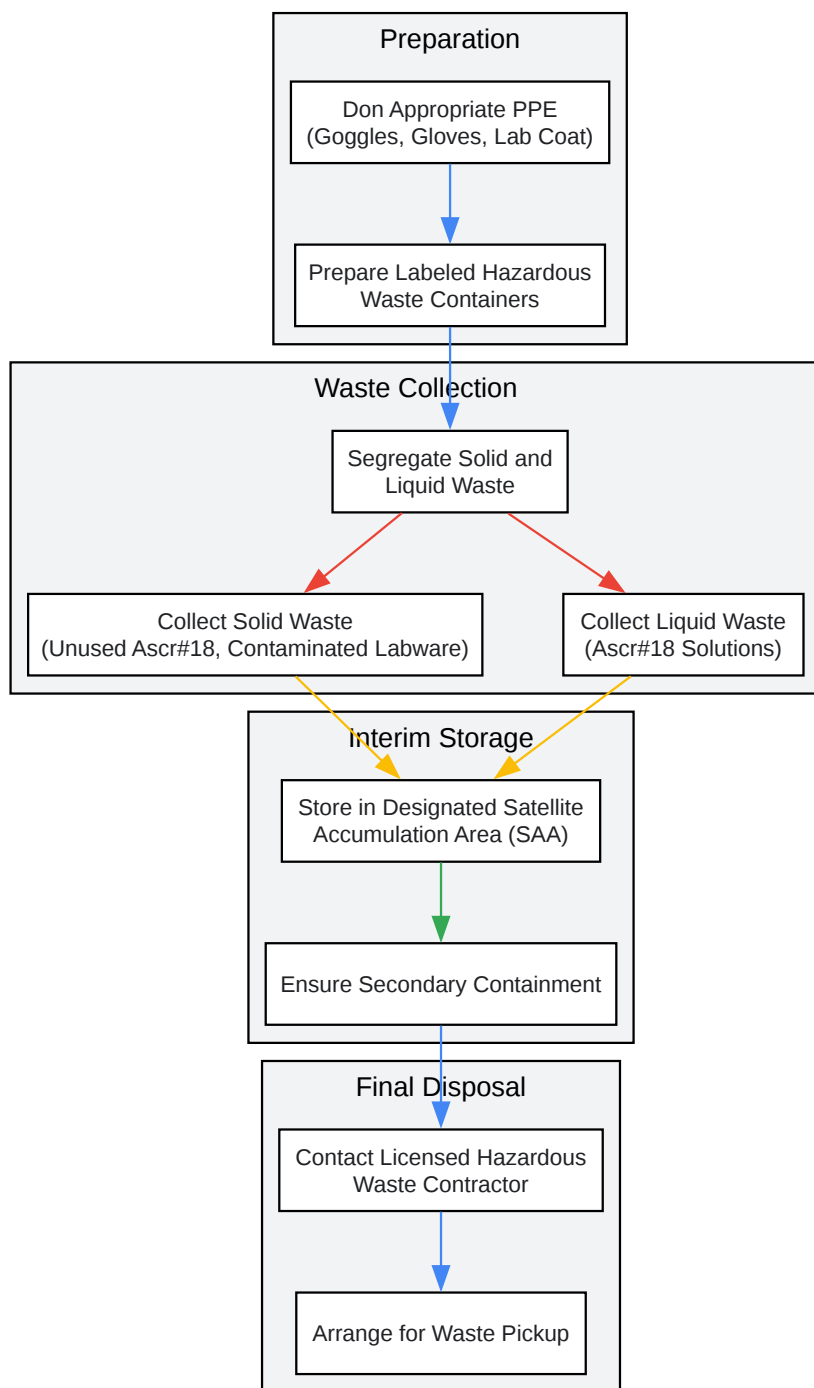 Preparation
Don Appropriate PPE
(Goggles, Gloves, Lab Coat)
Prepare Labeled Hazardous
Waste Containers
Waste Collection
Segregate Solid and
Liquid Waste
Collect Solid Waste
(Unused Ascr#18, Contaminated Labware)
Collect Liquid Waste
(Ascr#18 Solutions)
Interim Storage
Store in Designated Satellite
Accumulation Area (SAA)
Ensure Secondary Containment
Final Disposal
Contact Licensed Hazardous
Waste Contractor
Arrange for Waste Pickup